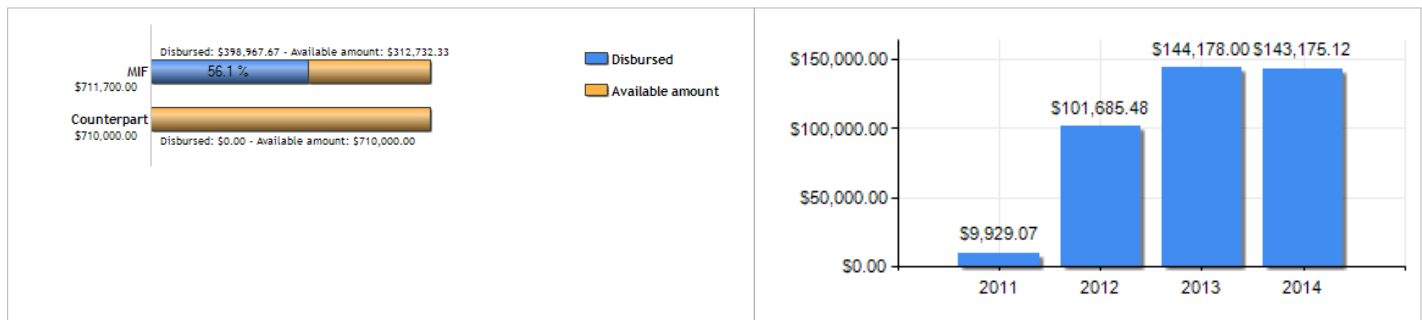 Disbursed: $398,967.67 - Available amount: $312,732.33
MIF
56.1 %
$711,700.00
Counterpart
$710,000.00
Disbursed: $0.00 - Available amount: $710,000.00
Disbursed
Available amount
$150,000.00
$100,000.00
$50,000.00
$0.00
$9,929.07
$101,685.48
$144,178.00
$143,175.12
2011
2012
2013
2014